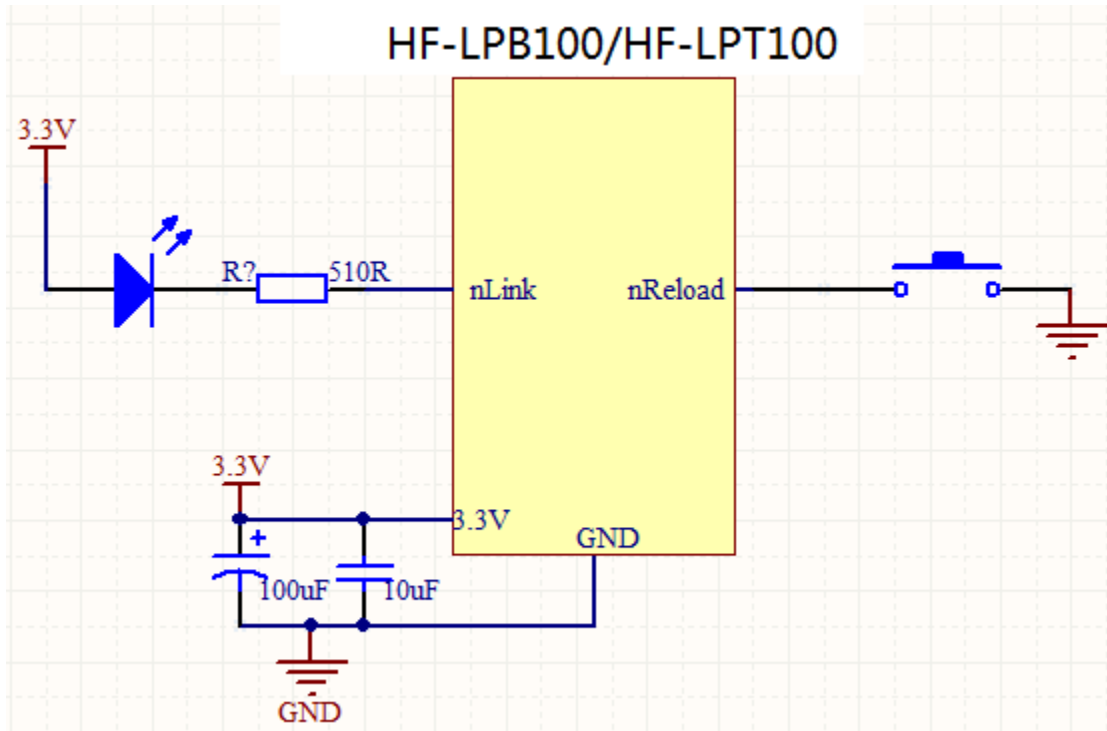 HF-LPB100/HF-LPT100
3.3V
R?
510R
nLink
nReload
3.3V
3.3V
GND
+
100uF
10uF
GND